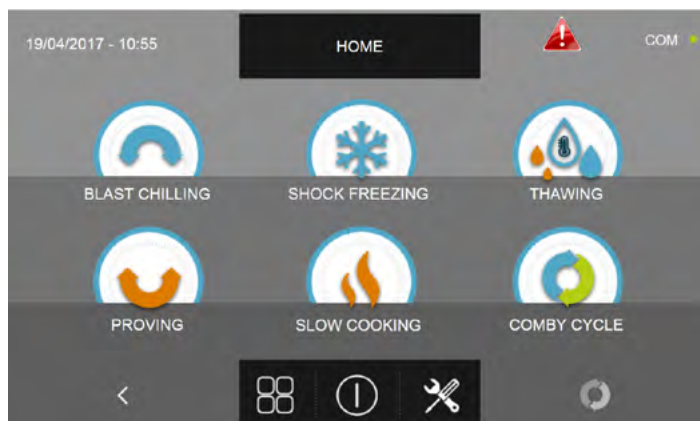 19/04/2017 - 10:55
HOME
COM
BLAST CHILLING
SHOCK FREEZING
THAWING
PROVING
SLOW COOKING
COMBY CYCLE